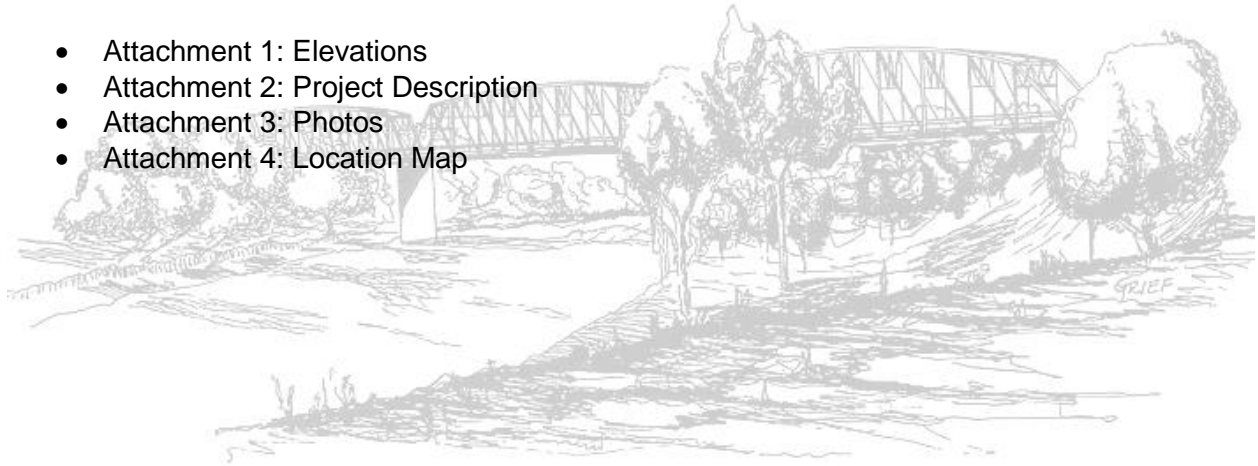 • Attachment 1: Elevations
• Attachment 2: Project Description
• Attachment 3: Photos
• Attachment 4: Location Map
GRIEF